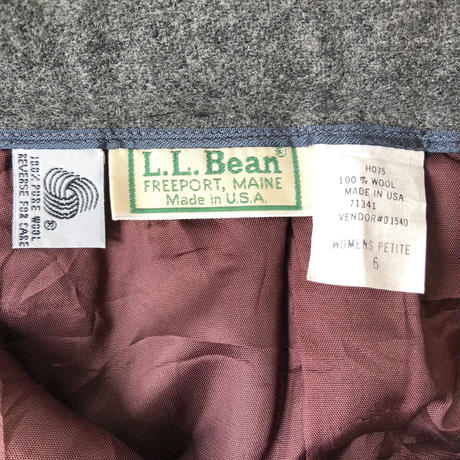 100% PURE WOOL
REVERSE FOR CARE
®
L.L.Bean®
FREEPORT, MAINE
Made in U.S.A.
H075
100 % WOOL
MADE IN USA
71341
VENDOR#01540
WOMENS PETITE
6